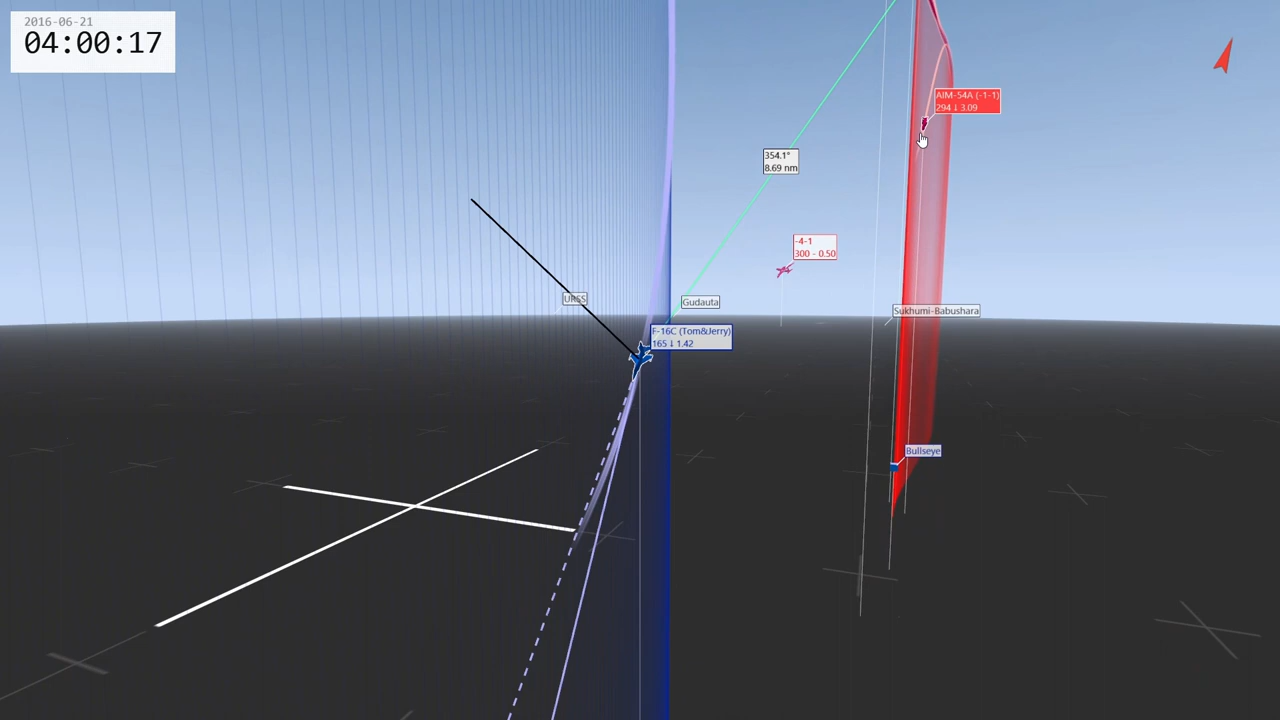 2016-06-21
04:00:17
AIM-54A (-1-1)
294 ↓ 3.09
354.1°
8.69 nm
-4-1
300 - 0.50
URSS
Gudauta
Sukhumi-Babushara
F-16C (Tom&Jerry)
165 ↓ 1.42
Bullseye